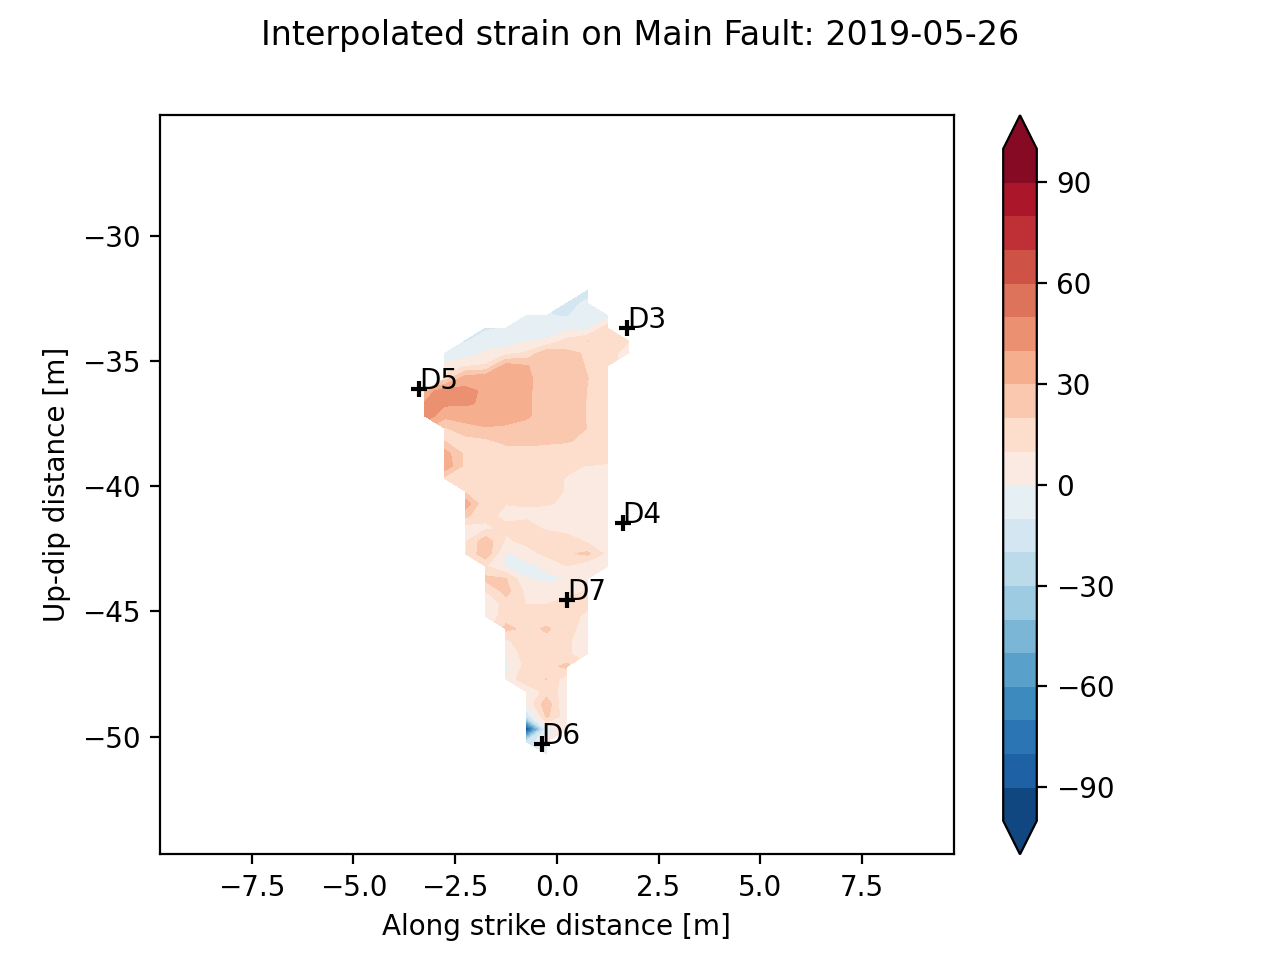 Interpolated strain on Main Fault: 2019-05-26
−30
−35
−40
−45
−50
Up-dip distance [m]
D3
D5
D4
D7
D6
−7.5 −5.0 −2.5 0.0 2.5 5.0 7.5
Along strike distance [m]
90
60
30
0
−30
−60
−90